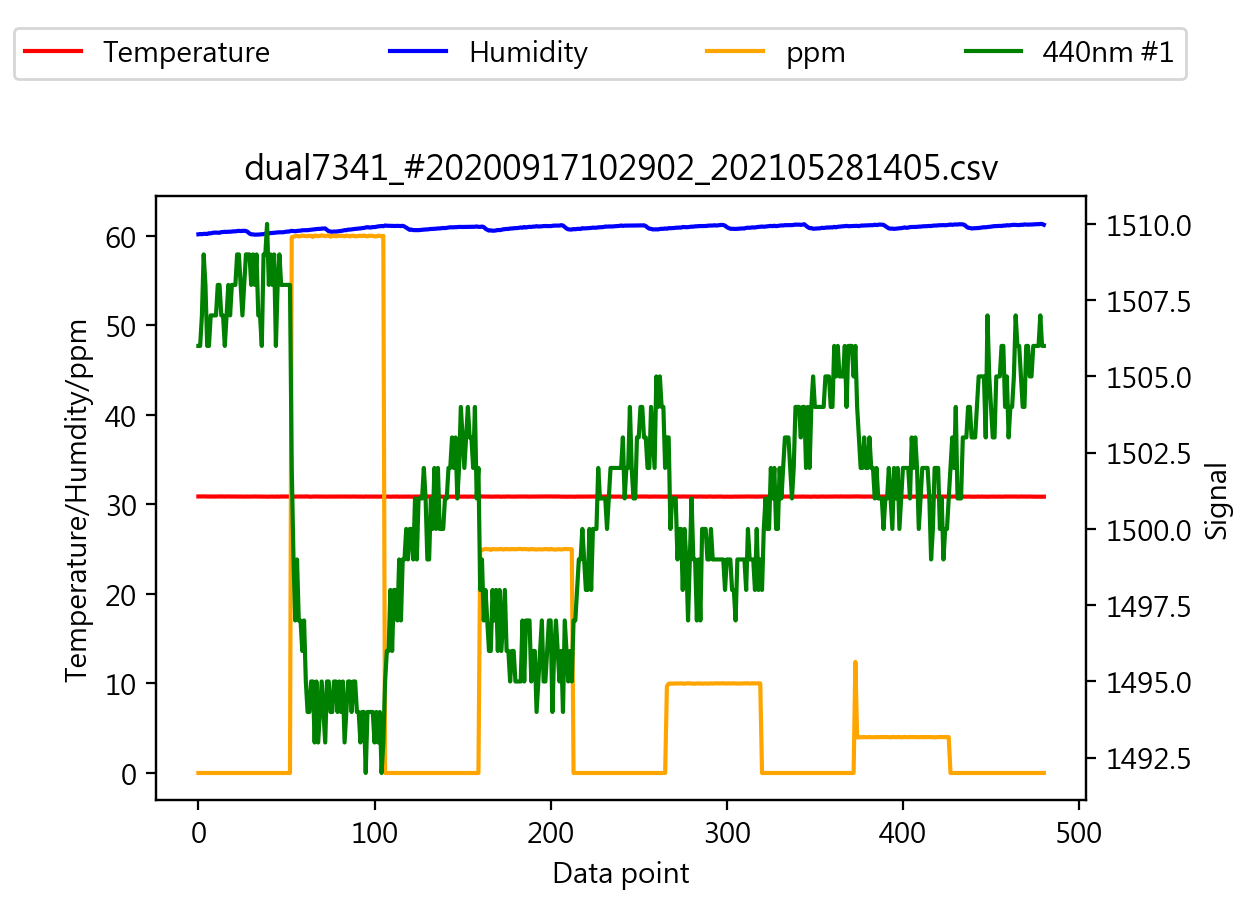 Temperature Humidity ppm 440nm #1
dual7341_#20200917102902_202105281405.csv
Temperature/Humdity/ppm
60
50
40
30
20
10
0
1510.0
1507.5
1505.0
1502.5
1500.0
1497.5
1495.0
1492.5
Signal
0 100 200 300 400 500
Data point